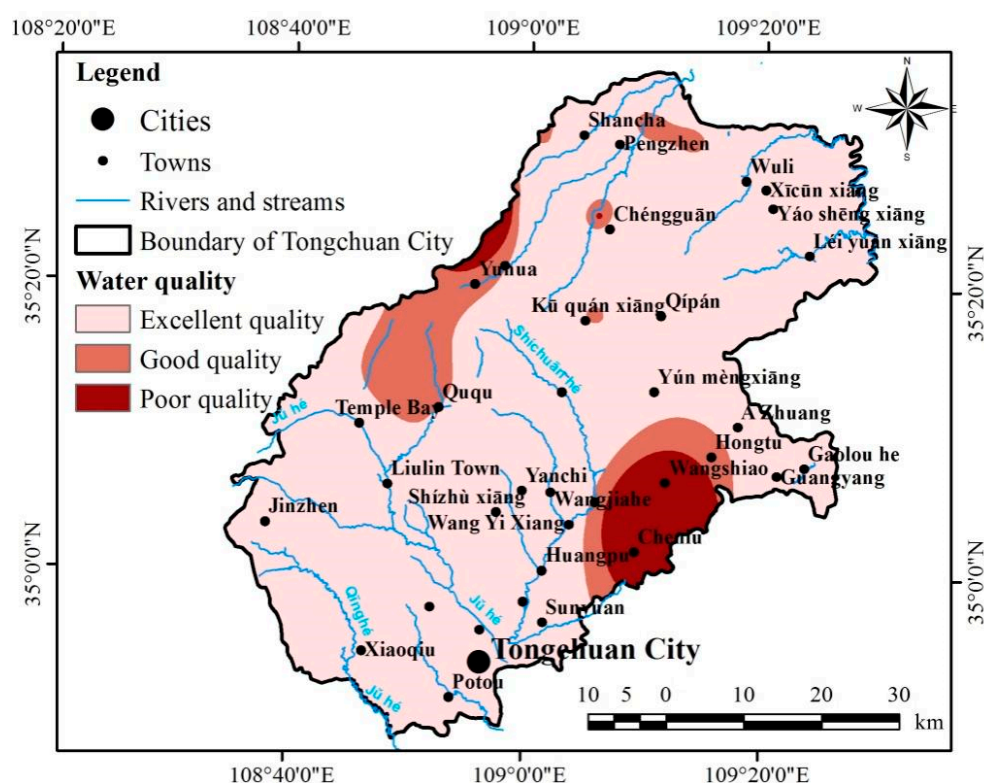 108°20'0"E 108°40'0"E 109°0'0"E 109°20'0"E
Legend
Cities
Towns
Rivers and streams
Boundary of Tongchuan City
Water quality
Excellent quality
Good quality
Poor quality
N
W E
S
35°20'0"N
35°0'0"N
35°20'0"N
35°0'0"N
Shancha
Pengzhen
Wuli
Xīcūn xiāng
Chéngguān
Yáo shēng xiāng
Léi yuán xiāng
Yuhua
Kū quán xiāng
Qípán
Shíchuān hé
Yún mèngxiāng
Ququ
Jū hé
Temple Bay
A Zhuang
Hongtu
Gaolou he
Liulin Town
Yanchi
Wangshiao
Guangyang
Shízhù xiāng
Wangjiahe
Jinzhen
Wang Yi Xiang
Huangpu
Qīnghé
Jū hé
Sunyuan
Xiaoqiu
Tongchuan City
Potou
Jū hé
10 5 0 10 20 30
km
108°40'0"E 109°0'0"E 109°20'0"E